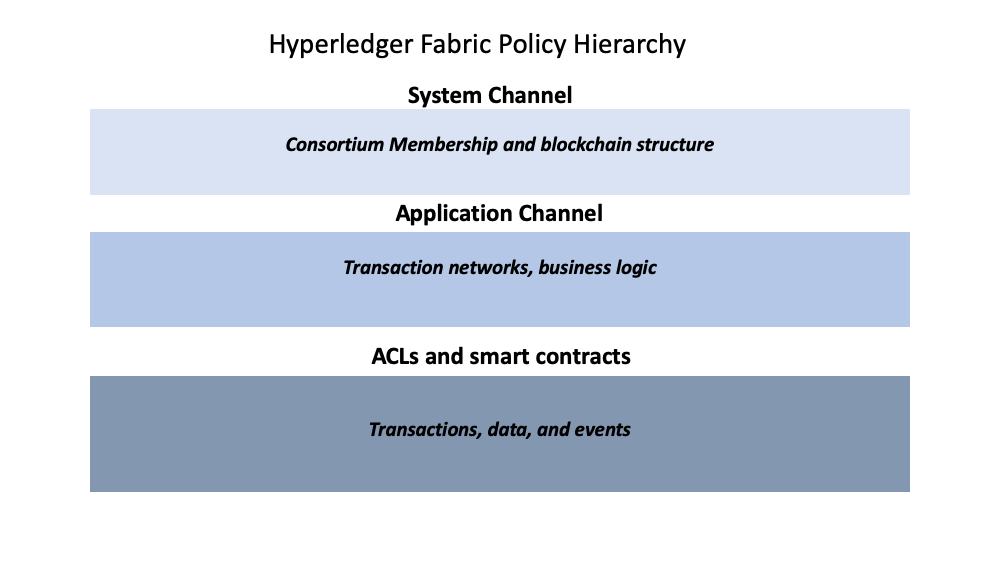 Hyperledger Fabric Policy Hierarchy
System Channel
Consortium Membership and blockchain structure
Application Channel
Transaction networks, business logic
ACLs and smart contracts
Transactions, data, and events